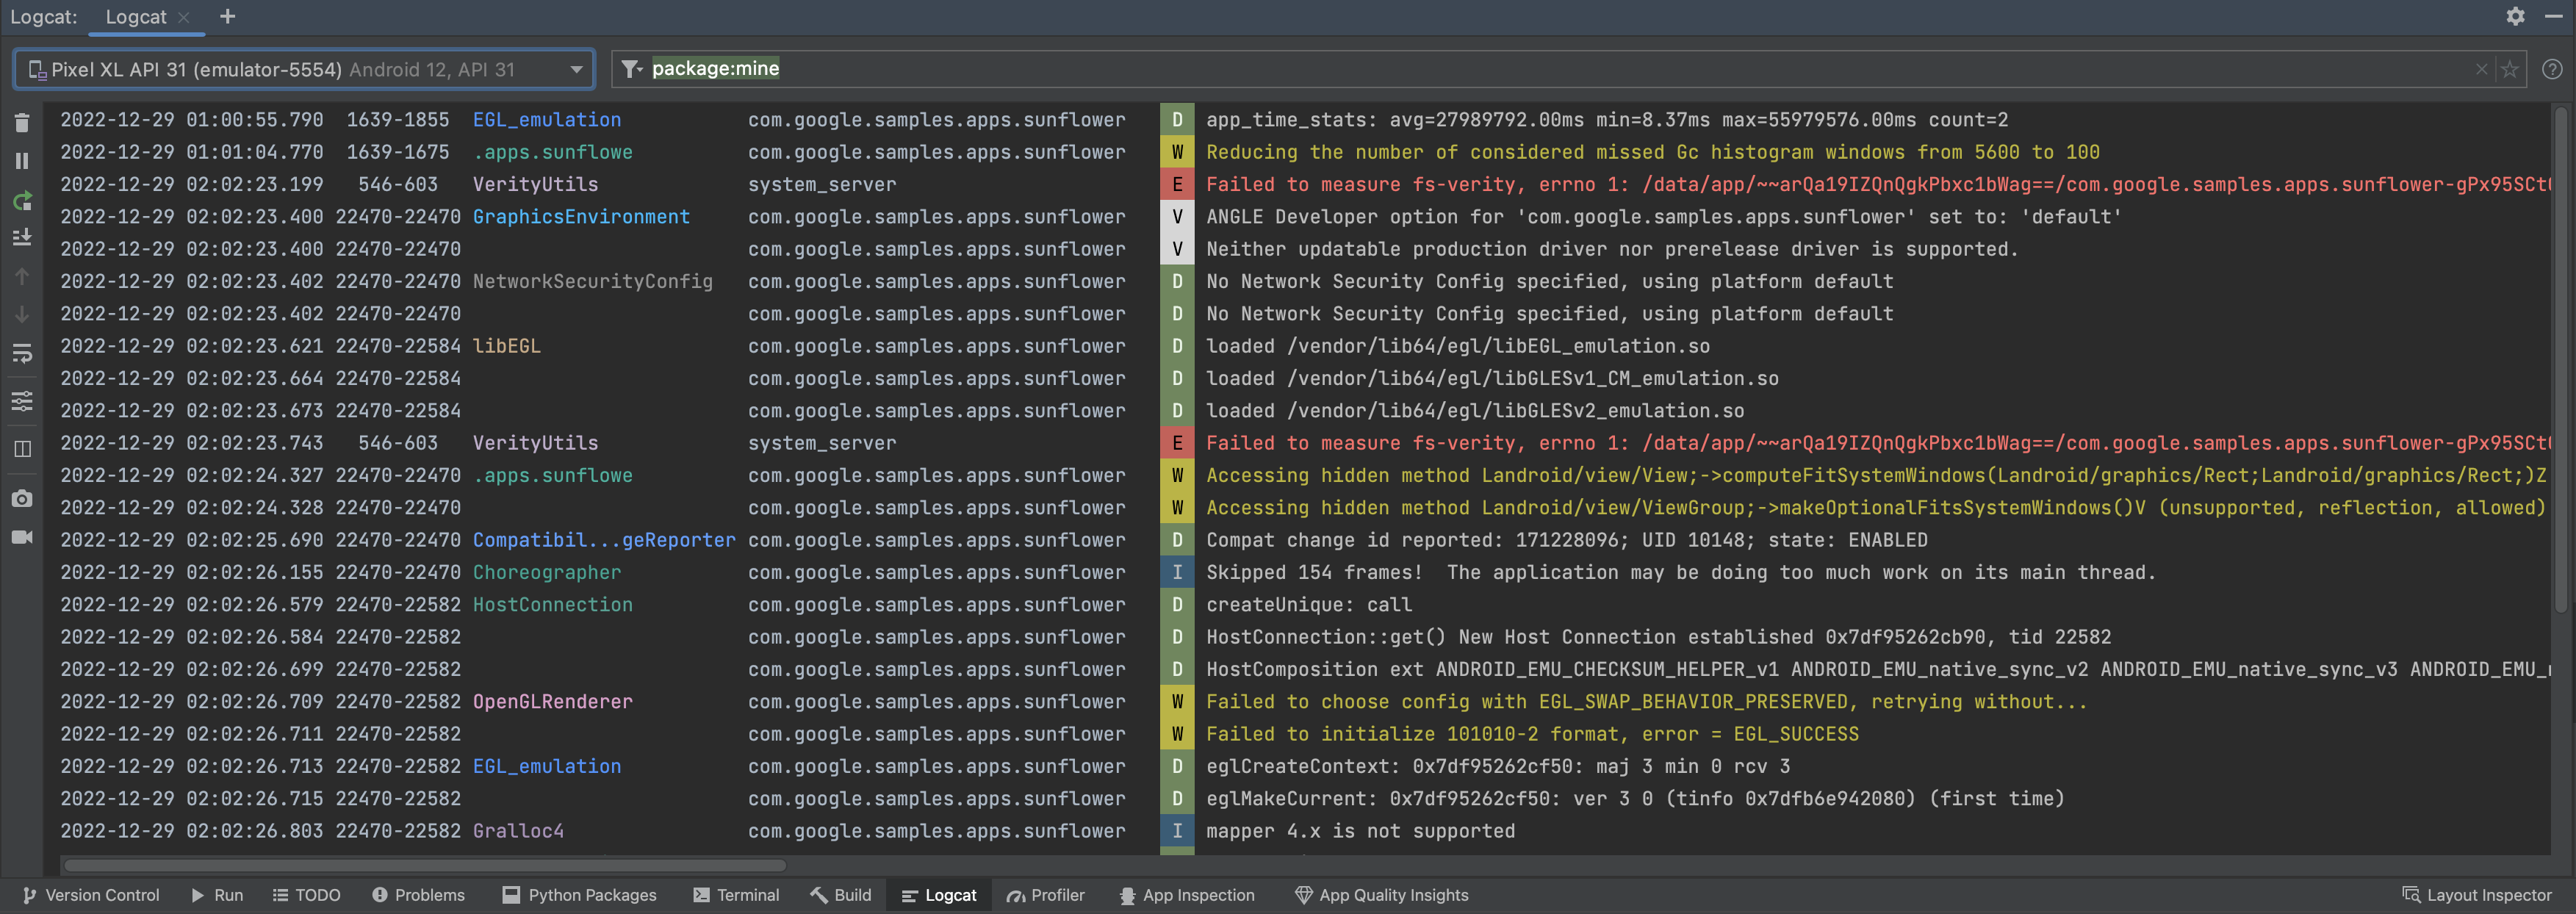 Logcat: Logcat
Pixel XL API 31 (emulator-5554) Android 12, API 31 package:mine
2022-12-29 01:00:55.790 1639-1855 EGL_emulation com.google.samples.apps.sunflower D app_time_stats: avg=27989792.00ms min=8.37ms max=55979576.00ms count=2
2022-12-29 01:01:04.770 1639-1675 .apps.sunflowe com.google.samples.apps.sunflower W Reducing the number of considered missed Gc histogram windows from 5600 to 100
2022-12-29 02:02:23.199 546-603 VerityUtils system_server E Failed to measure fs-verity, errno 1: /data/app/~~arQa19IZQnQgkPbxc1bWag==/com.google.samples.apps.sunflower-gPx95SCt
2022-12-29 02:02:23.400 22470-22470 GraphicsEnvironment com.google.samples.apps.sunflower V ANGLE Developer option for 'com.google.samples.apps.sunflower' set to: 'default'
2022-12-29 02:02:23.400 22470-22470 com.google.samples.apps.sunflower V Neither updatable production driver nor prerelease driver is supported.
2022-12-29 02:02:23.402 22470-22470 NetworkSecurityConfig com.google.samples.apps.sunflower D No Network Security Config specified, using platform default
2022-12-29 02:02:23.402 22470-22470 com.google.samples.apps.sunflower D No Network Security Config specified, using platform default
2022-12-29 02:02:23.621 22470-22584 libEGL com.google.samples.apps.sunflower D loaded /vendor/lib64/egl/libEGL_emulation.so
2022-12-29 02:02:23.664 22470-22584 com.google.samples.apps.sunflower D loaded /vendor/lib64/egl/libGLESv1_CM_emulation.so
2022-12-29 02:02:23.673 22470-22584 com.google.samples.apps.sunflower D loaded /vendor/lib64/egl/libGLESv2_emulation.so
2022-12-29 02:02:23.743 546-603 VerityUtils system_server E Failed to measure fs-verity, errno 1: /data/app/~~arQa19IZQnQgkPbxc1bWag==/com.google.samples.apps.sunflower-gPx95SCt
2022-12-29 02:02:24.327 22470-22470 .apps.sunflowe com.google.samples.apps.sunflower W Accessing hidden method Landroid/view/View;->computeFitSystemWindows(Landroid/graphics/Rect;Landroid/graphics/Rect;)Z
2022-12-29 02:02:24.328 22470-22470 com.google.samples.apps.sunflower W Accessing hidden method Landroid/view/ViewGroup;->makeOptionalFitsSystemWindows()V (unsupported, reflection, allowed)
2022-12-29 02:02:25.690 22470-22470 Compatibil...geReporter com.google.samples.apps.sunflower D Compat change id reported: 171228096; UID 10148; state: ENABLED
2022-12-29 02:02:26.155 22470-22470 Choreographer com.google.samples.apps.sunflower I Skipped 154 frames!  The application may be doing too much work on its main thread.
2022-12-29 02:02:26.579 22470-22582 HostConnection com.google.samples.apps.sunflower D createUnique: call
2022-12-29 02:02:26.584 22470-22582 com.google.samples.apps.sunflower D HostConnection::get() New Host Connection established 0x7df95262cb90, tid 22582
2022-12-29 02:02:26.699 22470-22582 com.google.samples.apps.sunflower D HostComposition ext ANDROID_EMU_CHECKSUM_HELPER_v1 ANDROID_EMU_native_sync_v2 ANDROID_EMU_native_sync_v3 ANDROID_EMU_
2022-12-29 02:02:26.709 22470-22582 OpenGLRenderer com.google.samples.apps.sunflower W Failed to choose config with EGL_SWAP_BEHAVIOR_PRESERVED, retrying without...
2022-12-29 02:02:26.711 22470-22582 com.google.samples.apps.sunflower W Failed to initialize 101010-2 format, error = EGL_SUCCESS
2022-12-29 02:02:26.713 22470-22582 EGL_emulation com.google.samples.apps.sunflower D eglCreateContext: 0x7df95262cf50: maj 3 min 0 rcv 3
2022-12-29 02:02:26.715 22470-22582 com.google.samples.apps.sunflower D eglMakeCurrent: 0x7df95262cf50: ver 3 0 (tinfo 0x7dfb6e942080) (first time)
2022-12-29 02:02:26.803 22470-22582 Gralloc4 com.google.samples.apps.sunflower I mapper 4.x is not supported
Version Control Run TODO Problems Python Packages Terminal Build Logcat Profiler App Inspection App Quality Insights Layout Inspector